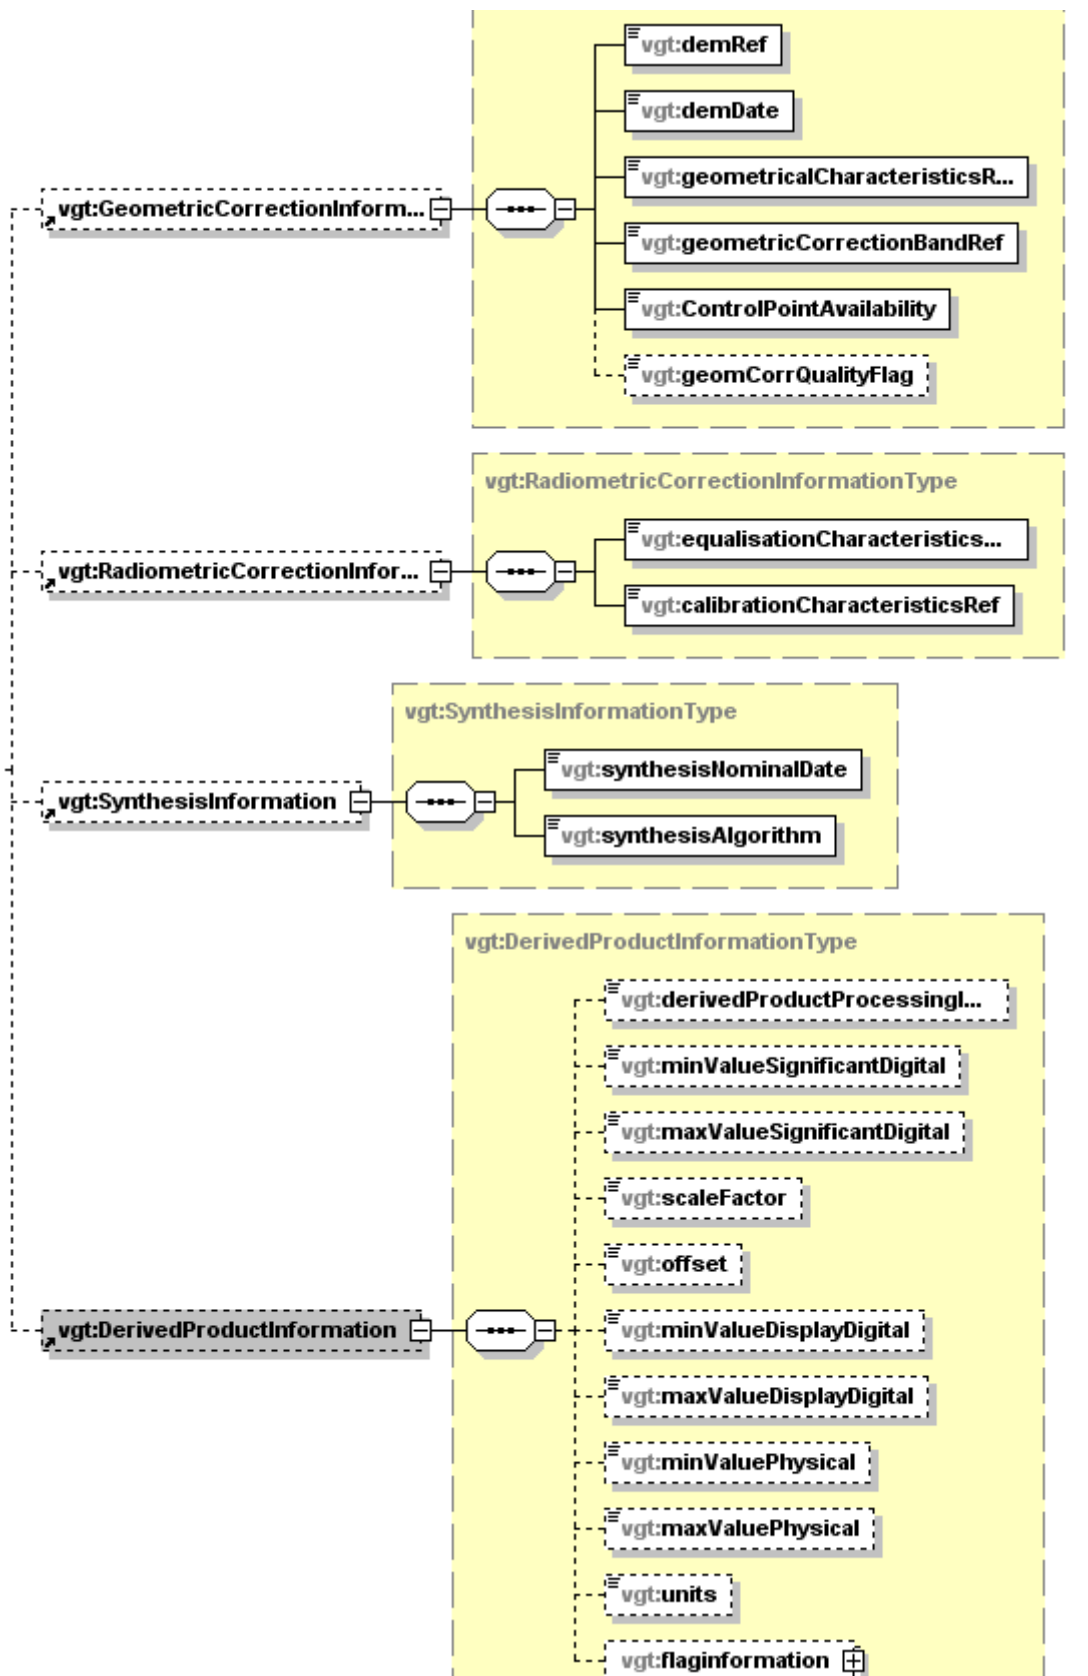 vgt:demRef
vgt:demDate
vgt:geometricalCharacteristicsR...
vgt:GeometricCorrectionInform...
vgt:geometricCorrectionBandRef
vgt:ControlPointAvailability
vgt:geomCorrQualityFlag
vgt:RadiometricCorrectionInformationType
vgt:equalisationCharacteristics...
vgt:RadiometricCorrectionInfor...
vgt:calibrationCharacteristicsRef
vgt:SynthesisInformationType
vgt:synthesisNominalDate
vgt:SynthesisInformation
vgt:synthesisAlgorithm
vgt:DerivedProductInformationType
vgt:derivedProductProcessingI...
vgt:minValueSignificantDigital
vgt:maxValueSignificantDigital
vgt:scaleFactor
vgt:offset
vgt:DerivedProductInformation
vgt:minValueDisplayDigital
vgt:maxValueDisplayDigital
vgt:minValuePhysical
vgt:maxValuePhysical
vgt:units
vgt:flaginformation